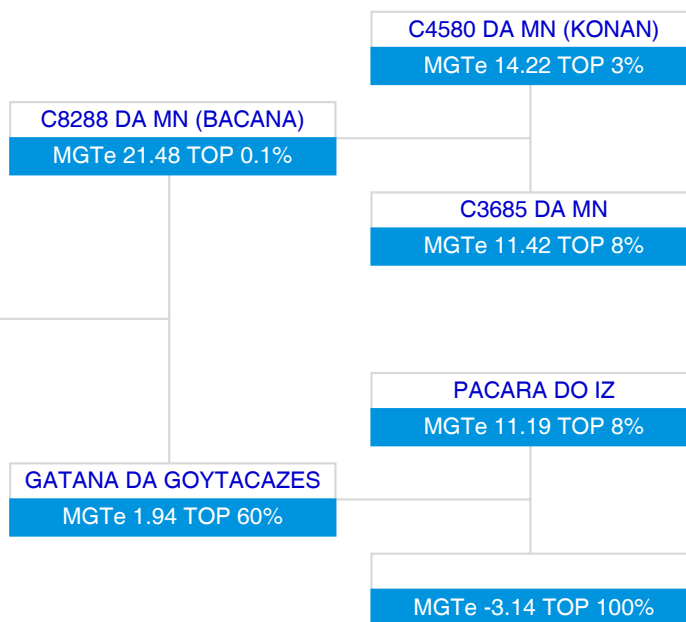 C4580 DA MN (KONAN)
MGTe 14.22 TOP 3%
C8288 DA MN (BACANA)
MGTe 21.48 TOP 0.1%
C3685 DA MN
MGTe 11.42 TOP 8%
PACARA DO IZ
MGTe 11.19 TOP 8%
GATANA DA GOYTACAZES
MGTe 1.94 TOP 60%
MGTe -3.14 TOP 100%